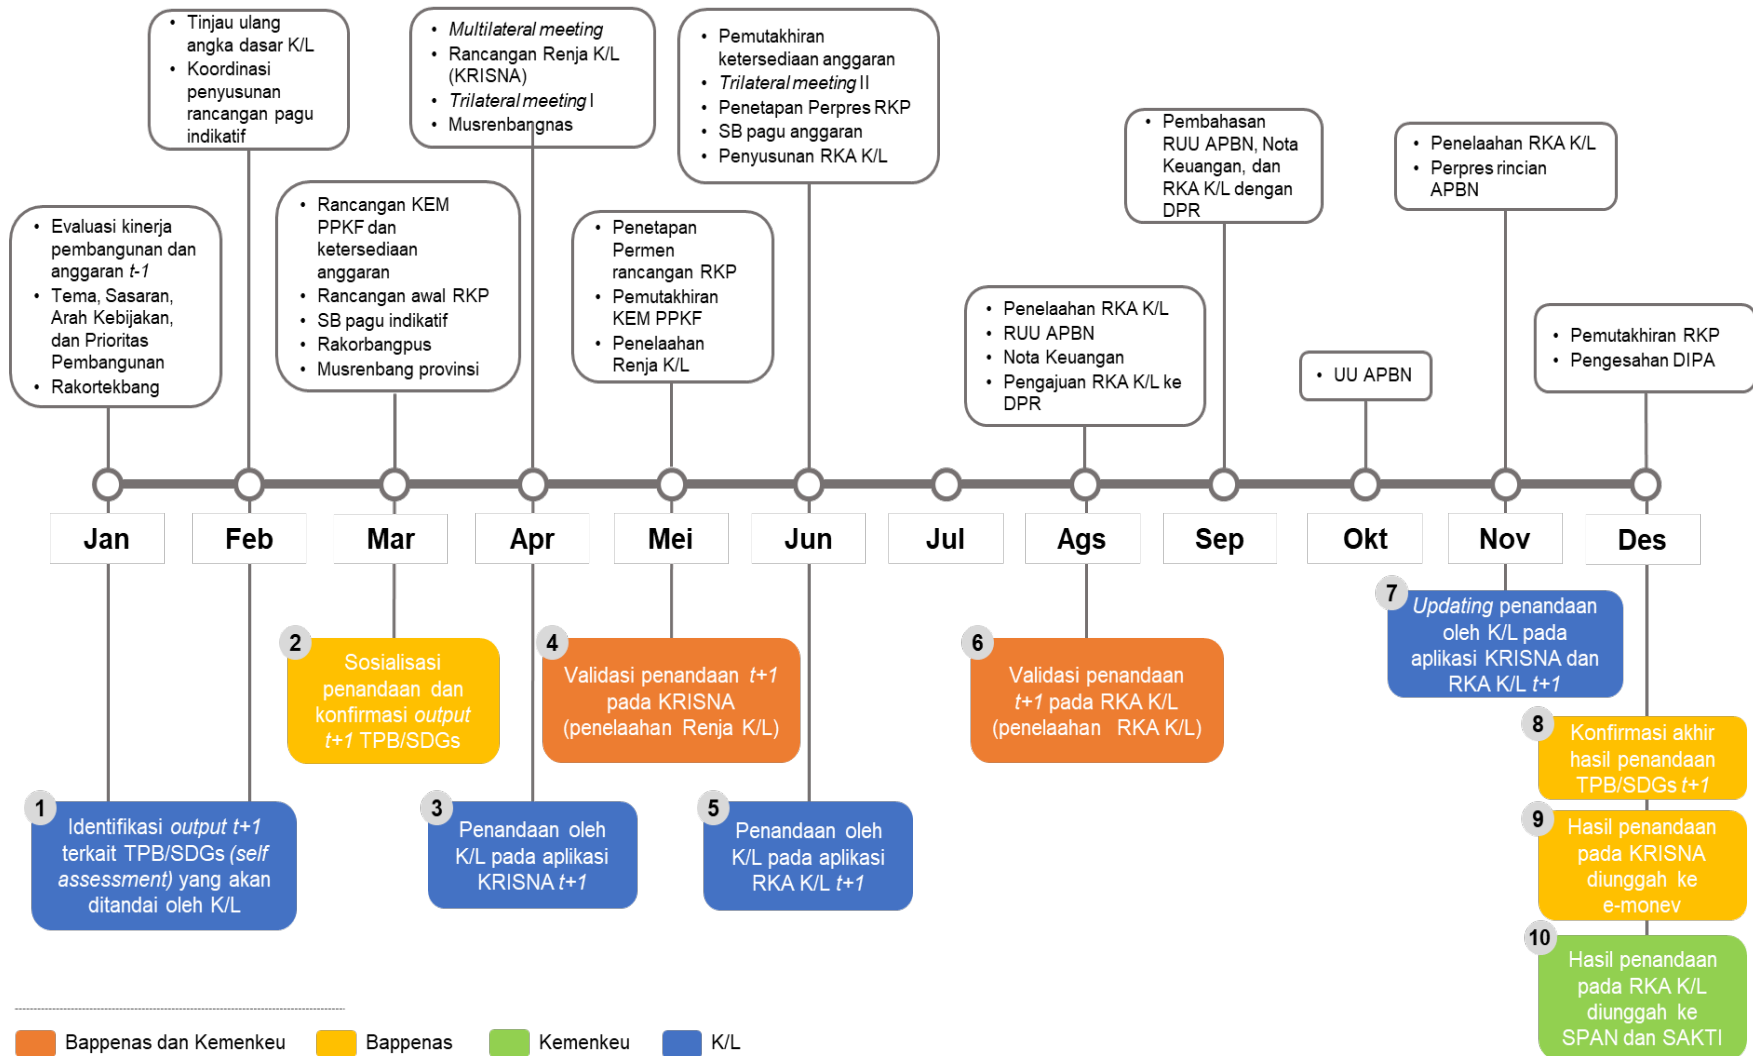 • Evaluasi kinerja
pembangunan dan
anggaran t-1
• Tema, Sasaran,
Arah Kebijakan,
dan Prioritas
Pembangunan
• Rakortekbang
• Tinjau ulang
angka dasar K/L
• Koordinasi
penyusunan
rancangan pagu
indikatif
• Rancangan KEM
PPKF dan
ketersediaan
anggaran
• Rancangan awal RKP
• SB pagu indikatif
• Rakorbangpus
• Musrenbang provinsi
• Multilateral meeting
• Rancangan Renja K/L
(KRISNA)
• Trilateral meeting I
• Musrenbangnas
• Penetapan
Permen
rancangan RKP
• Pemutakhiran
KEM PPKF
• Penelaahan
Renja K/L
• Pemutakhiran
ketersediaan anggaran
• Trilateral meeting II
• Penetapan Perpres RKP
• SB pagu anggaran
• Penyusunan RKA K/L
• Penelaahan RKA K/L
• RUU APBN
• Nota Keuangan
• Pengajuan RKA K/L ke
DPR
• Pembahasan
RUU APBN, Nota
Keuangan, dan
RKA K/L dengan
DPR
• UU APBN
• Penelaahan RKA K/L
• Perpres rincian
APBN
• Pemutakhiran RKP
• Pengesahan DIPA
Jan
Feb
Mar
Apr
Mei
Jun
Jul
Ags
Sep
Okt
Nov
Des
1
Identifikasi output t+1
terkait TPB/SDGs (self
assessment) yang akan
ditandai oleh K/L
2
Sosialisasi
penandaan dan
konfirmasi output
t+1 TPB/SDGs
3
Penandaan oleh
K/L pada aplikasi
KRISNA t+1
4
Validasi penandaan t+1
pada KRISNA
(penelaahan Renja K/L)
5
Penandaan oleh
K/L pada aplikasi
RKA K/L t+1
6
Validasi penandaan
t+1 pada RKA K/L
(penelaahan RKA K/L)
7
Updating penandaan
oleh K/L pada
aplikasi KRISNA dan
RKA K/L t+1
8
Konfirmasi akhir
hasil penandaan
TPB/SDGs t+1
9
Hasil penandaan
pada KRISNA
diunggah ke
e-monev
10
Hasil penandaan
pada RKA K/L
diunggah ke
SPAN dan SAKTI
Bappenas dan Kemenkeu
Bappenas
Kemenkeu
K/L